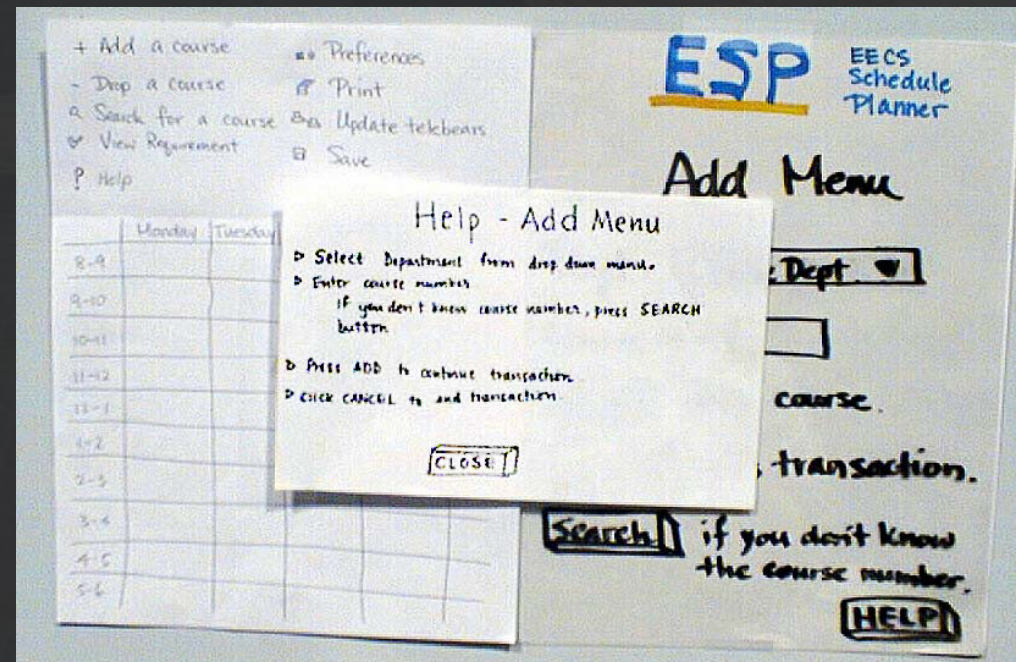 + Add a course
- Drop a course
Search for a course
View Requirement
? Help
Preferences
Print
Update telebears
Save
Monday Tuesday
8-9
9-10
10-11
11-12
12-1
1-2
2-3
3-4
4-5
5-6
Help - Add Menu
Select Department from drop down menu.
Enter course number
if you don't know course number, press SEARCH
button
Press ADD to continue transaction
Click CANCEL to end transaction.
CLOSE
ESP
EECS
Schedule
Planner
Add Menu
Dept.
course.
transaction.
Search if you don't know
the course number.
HELP